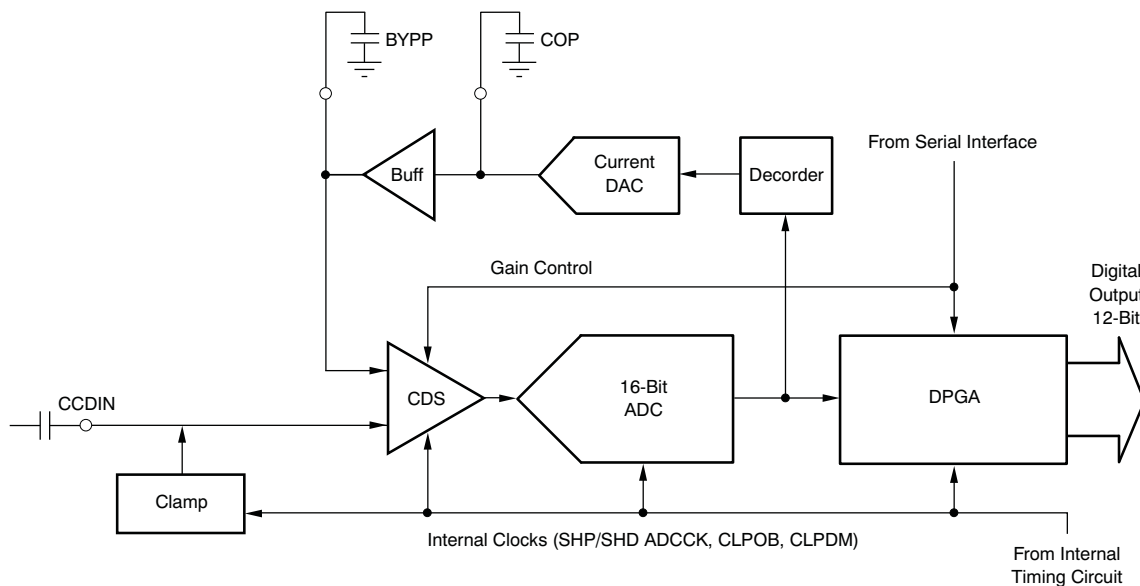 BYPP
COP
From Serial Interface
Buff
Current
DAC
Decorder
Gain Control
Digital
Output
12-Bit
CCDIN
CDS
16-Bit
ADC
DPGA
Clamp
Internal Clocks (SHP/SHD ADCCK, CLPOB, CLPDM)
From Internal
Timing Circuit